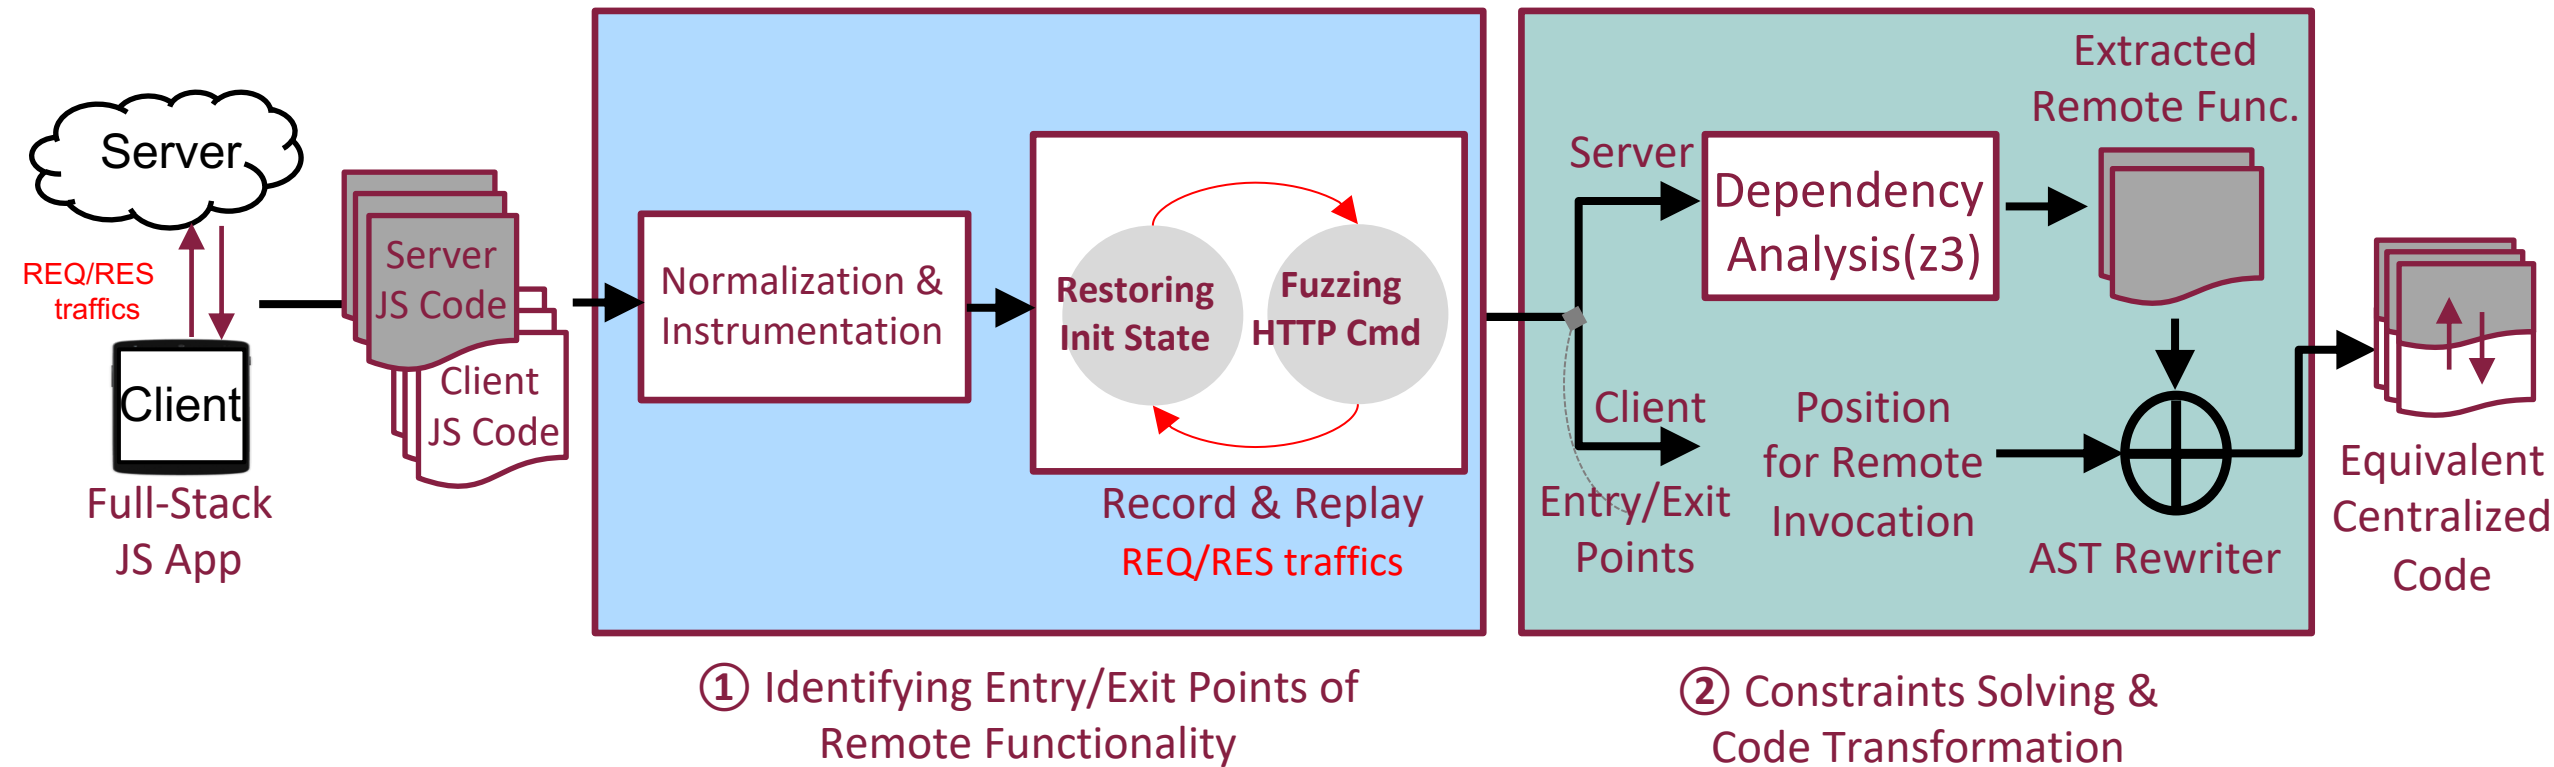 Server
REQ/RES
traffics
Client
Full-Stack
JS App
Server
JS Code
Client
JS Code
Normalization &
Instrumentation
Restoring
Init State
Fuzzing
HTTP Cmd
Record & Replay
REQ/RES traffics
① Identifying Entry/Exit Points of
Remote Functionality
Server
Dependency
Analysis(z3)
Extracted
Remote Func.
Client
Entry/Exit
Points
Position
for Remote
Invocation
AST Rewriter
② Constraints Solving &
Code Transformation
Equivalent
Centralized
Code